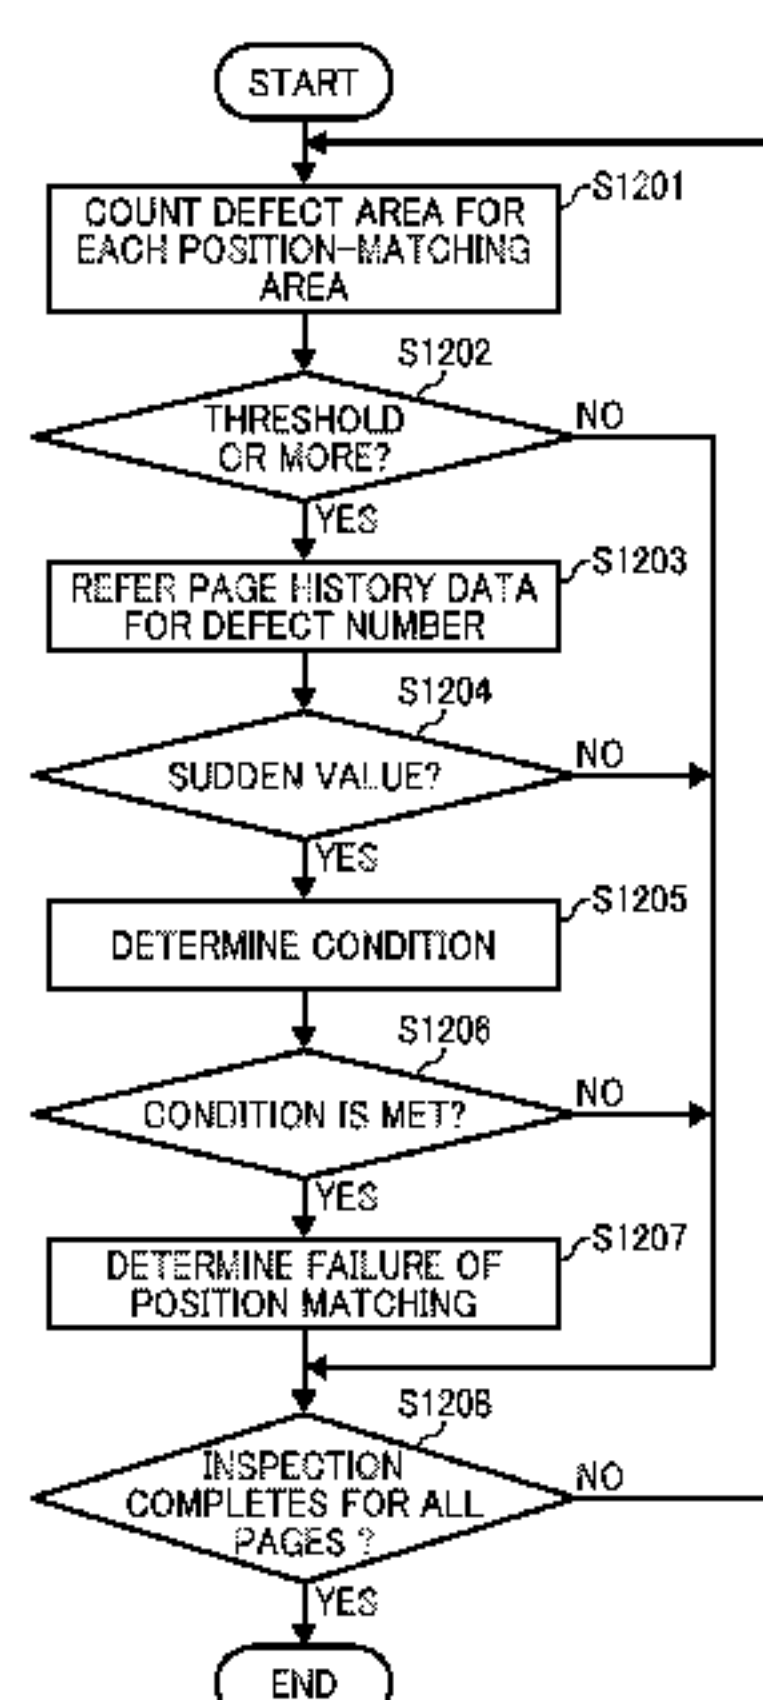 START
S1201
COUNT DEFECT AREA FOR
EACH POSITION-MATCHING
AREA
S1202
THRESHOLD
OR MORE?
NO
YES
S1203
REFER PAGE HISTORY DATA
FOR DEFECT NUMBER
S1204
SUDDEN VALUE?
NO
YES
S1205
DETERMINE CONDITION
S1206
CONDITION IS MET?
NO
YES
S1207
DETERMINE FAILURE OF
POSITION MATCHING
S1208
INSPECTION
COMPLETES FOR ALL
PAGES ?
NO
YES
END